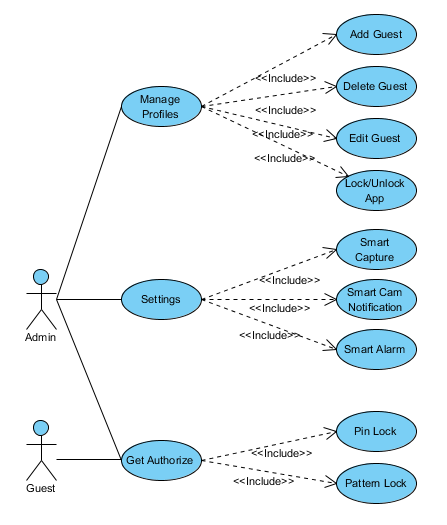 Add Guest
<<Include>>
Delete Guest
Manage
Profiles
<<Include>>
<<Include>>
Edit Guest
<<Include>>
Lock/Unlock
App
Smart
Capture
<<Include>>
Settings
Smart Cam
Notification
<<Include>>
Admin
<<Include>>
Smart Alarm
Pin Lock
<<Include>>
Get Authorize
Guest
<<Include>>
Pattern Lock